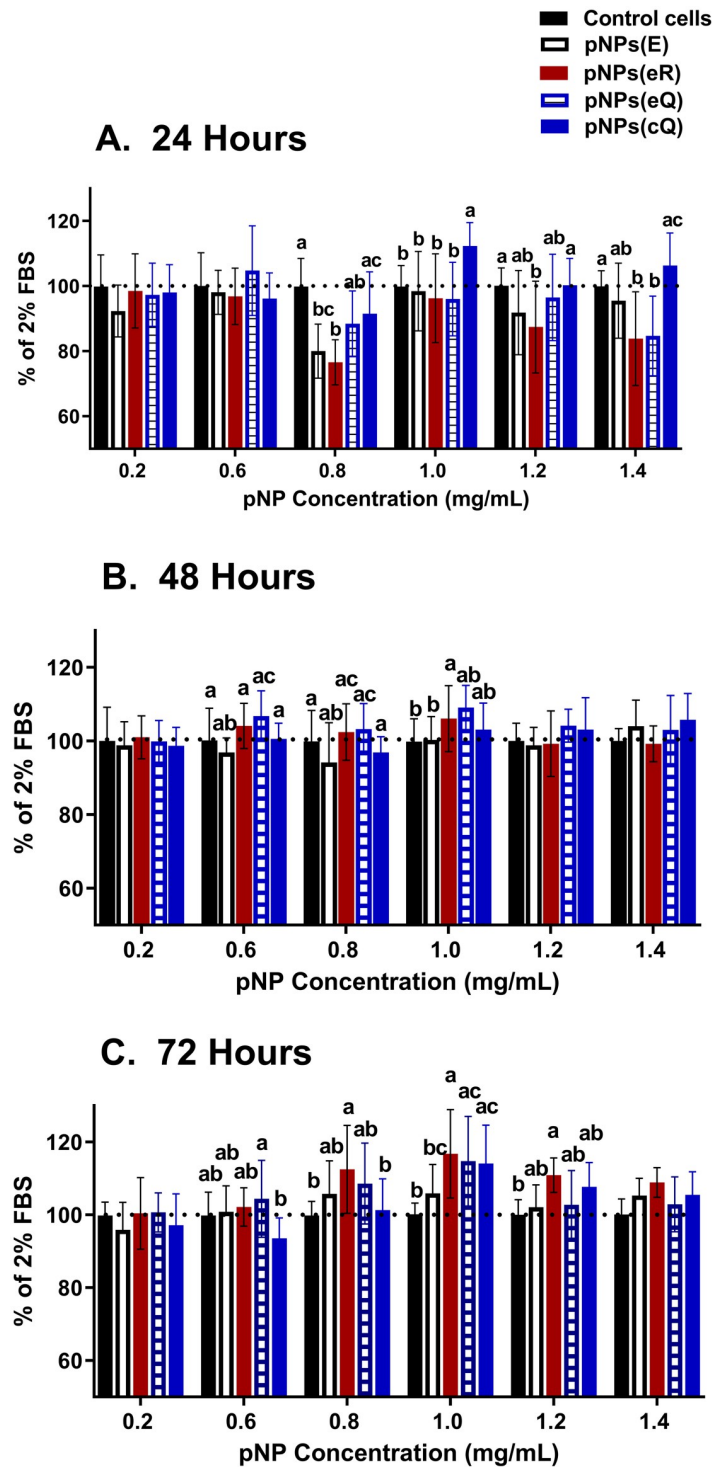 Control cells
pNPs(E)
pNPs(eR)
pNPs(eQ)
pNPs(cQ)
A. 24 Hours
% of 2% FBS
120
100
80
60
a bc b ab ac
b b b b a
a ab b ab a
a ab b b ac
0.2 0.6 0.8 1.0 1.2 1.4
pNP Concentration (mg/mL)
B. 48 Hours
% of 2% FBS
120
100
80
60
a ab a ac a
a ab ac ac a
b b a ab ab
0.2 0.6 0.8 1.0 1.2 1.4
pNP Concentration (mg/mL)
C. 72 Hours
% of 2% FBS
120
100
80
60
ab ab ab a b
b ab a ab b
b bc a ac ac
b ab a ab ab
0.2 0.6 0.8 1.0 1.2 1.4
pNP Concentration (mg/mL)